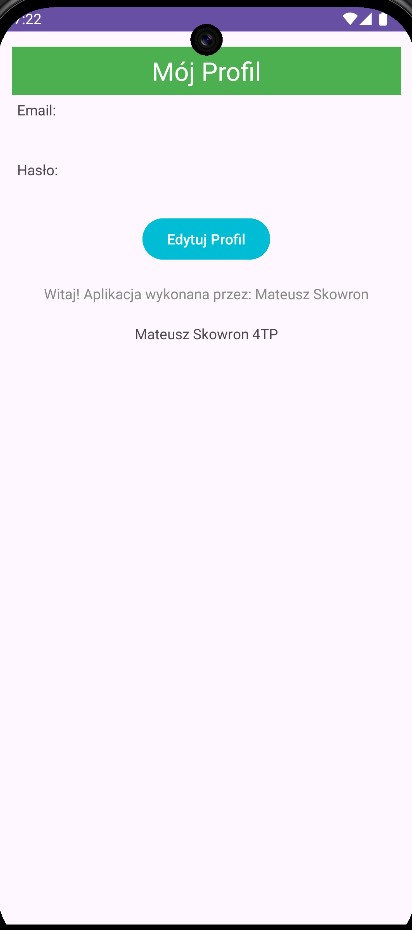 7:22
Mój Profil
Email:
Hasło:
Edytuj Profil
Witaj! Aplikacja wykonana przez: Mateusz Skowron
Mateusz Skowron 4TP